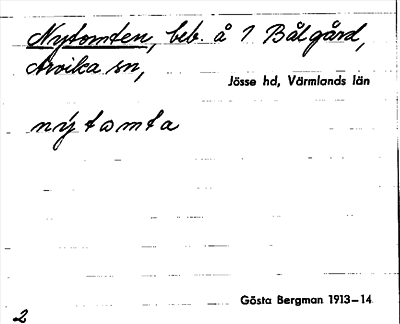 Nytomten, beb. å 1 Bålgård,
Arvika sn,
Jösse hd, Värmlands län
nýtomta
Gösta Bergman 1913–14
2